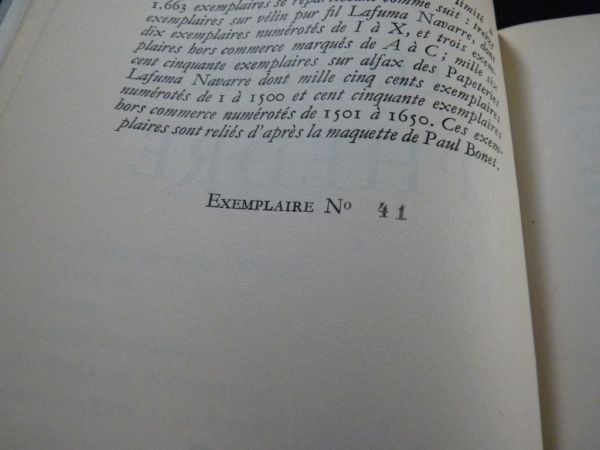 limité à
1.663 exemplaires se répartissant comme suit : treize
exemplaires sur vélin pur fil Lafuma Navarre, dont
dix exemplaires numérotés de I à X, et trois exem-
plaires hors commerce marqués de A à C ; mille six
cent cinquante exemplaires sur alfax des Papeteries
Lafuma Navarre dont mille cinq cents exemplaires
numérotés de 1 à 1500 et cent cinquante exemplaires
hors commerce numérotés de 1501 à 1650. Ces exem-
plaires sont reliés d'après la maquette de Paul Bonet.
EXEMPLAIRE No 41